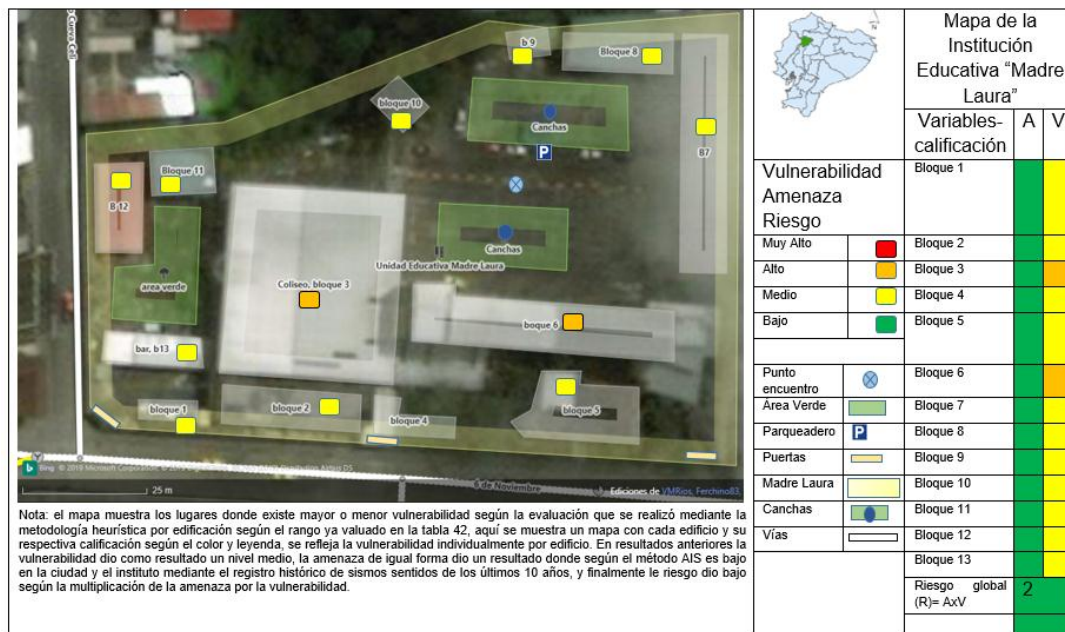 o Cueva Celi
b 9
Bloque 8
bloque 10
Canchas
P
B7
Bloque 11
B 12
Canchas
Unidad Educativa Madre Laura
area verde
Coliseo, bloque 3
boque 6
bar, b13
bloque 1
bloque 2
bloque 4
bloque 5
Bing © 2019 Microsoft Corporation
Airbus DS
25 m
6 de Noviembre
Ediciones de VMRios, Ferchino83,
Nota: el mapa muestra los lugares donde existe mayor o menor vulnerabilidad según la evaluación que se realizó mediante la
metodología heurística por edificación según el rango ya valuado en la tabla 42, aquí se muestra un mapa con cada edificio y su
respectiva calificación según el color y leyenda, se refleja la vulnerabilidad individualmente por edificio. En resultados anteriores la
vulnerabilidad dio como resultado un nivel medio, la amenaza de igual forma dio un resultado donde según el método AIS es bajo
en la ciudad y el instituto mediante el registro histórico de sismos sentidos de los últimos 10 años, y finalmente le riesgo dio bajo
según la multiplicación de la amenaza por la vulnerabilidad.
Mapa de la
Institución
Educativa “Madre
Laura”
Variables- A V
calificación
Vulnerabilidad
Amenaza
Riesgo
Muy Alto
Alto
Medio
Bajo
Punto
encuentro
Área Verde
Parqueadero P
Puertas
Madre Laura
Canchas
Vías
Bloque 1
Bloque 2
Bloque 3
Bloque 4
Bloque 5
Bloque 6
Bloque 7
Bloque 8
Bloque 9
Bloque 10
Bloque 11
Bloque 12
Bloque 13
Riesgo global 2
(R)= AxV